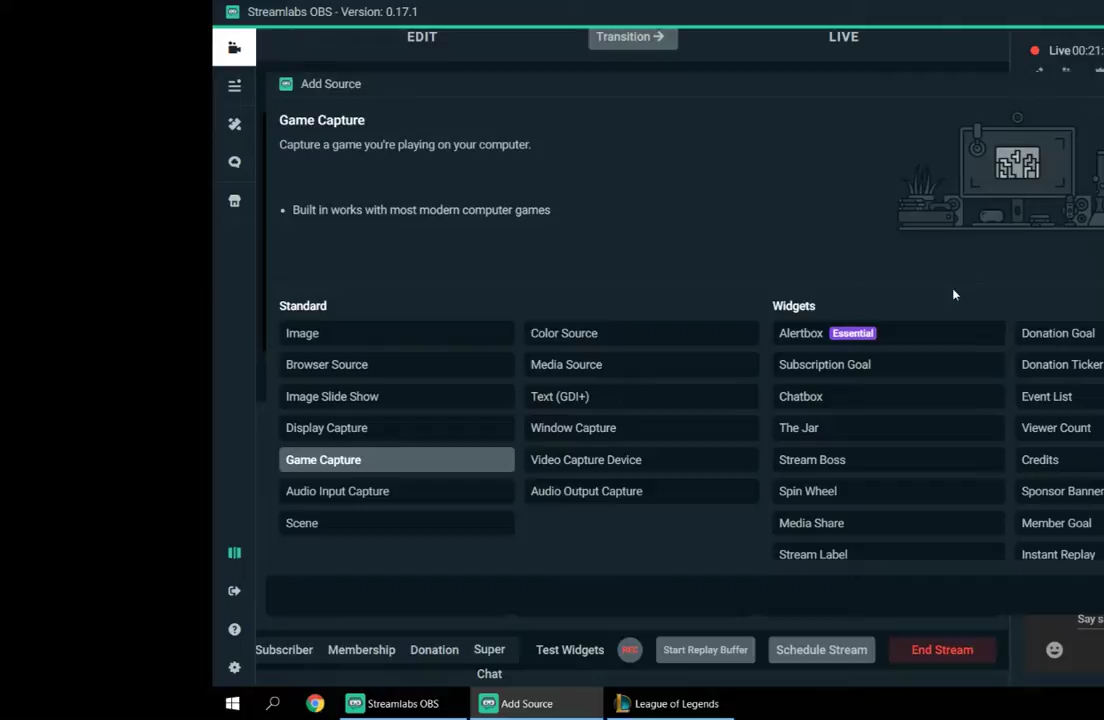 Streamlabs OBS - Version: 0.17.1
EDIT
Transition
LIVE
Live 00:21:
Add Source
Game Capture
Capture a game you're playing on your computer.
• Built in works with most modern computer games
Standard
Widgets
Image
Color Source
Alertbox Essential
Donation Goal
Browser Source
Media Source
Subscription Goal
Donation Ticker
Image Slide Show
Text (GDI+)
Chatbox
Event List
Display Capture
Window Capture
The Jar
Viewer Count
Game Capture
Video Capture Device
Stream Boss
Credits
Audio Input Capture
Audio Output Capture
Spin Wheel
Sponsor Banner
Scene
Media Share
Member Goal
Stream Label
Instant Replay
Say s
Subscriber
Membership
Donation
Super
Chat
Test Widgets
REC
Start Replay Buffer
Schedule Stream
End Stream
Streamlabs OBS
Add Source
League of Legends